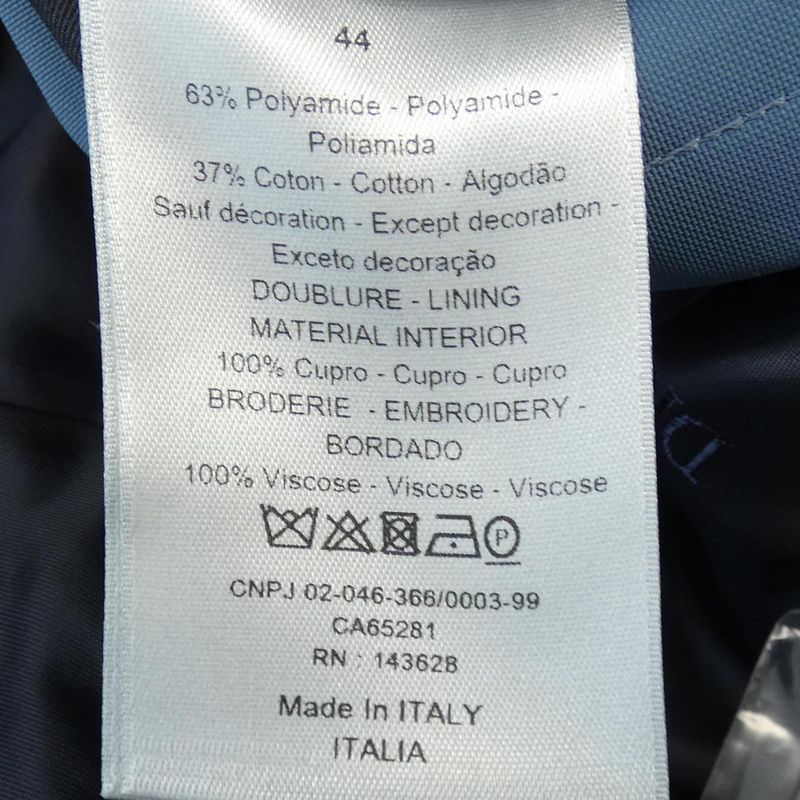 44
63% Polyamide - Polyamide -
Poliamida
37% Coton - Cotton - Algodão
Sauf décoration - Except decoration -
Exceto decoração
DOUBLURE - LINING
MATERIAL INTERIOR
100% Cupro - Cupro - Cupro
BRODERIE - EMBROIDERY -
BORDADO
100% Viscose - Viscose - Viscose
P
CNPJ 02-046-366/0003-99
CA65281
RN : 143628
Made In ITALY
ITALIA